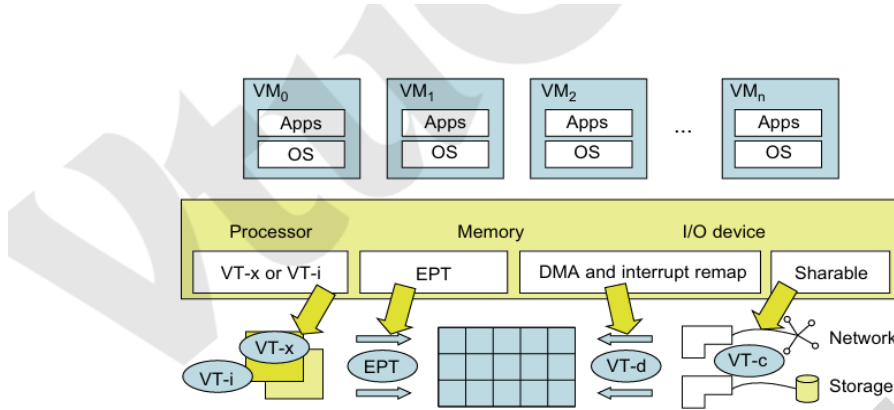 VM0 VM1 VM2 VMn
Apps Apps Apps ... Apps
OS OS OS OS
Processor Memory I/O device
VT-x or VT-i EPT DMA and interrupt remap Sharable
VT-x Network
VT-i EPT VT-d VT-c
Storage
vtu